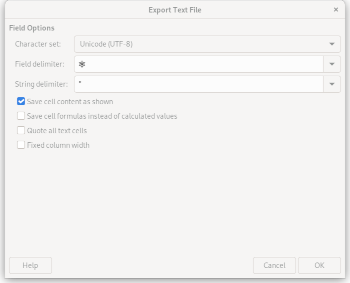 Export Text File
Field Options
Character set: Unicode (UTF-8)
Field delimiter: ✱
String delimiter: "
Save cell content as shown
Save cell formulas instead of calculated values
Quote all text cells
Fixed column width
Help Cancel OK